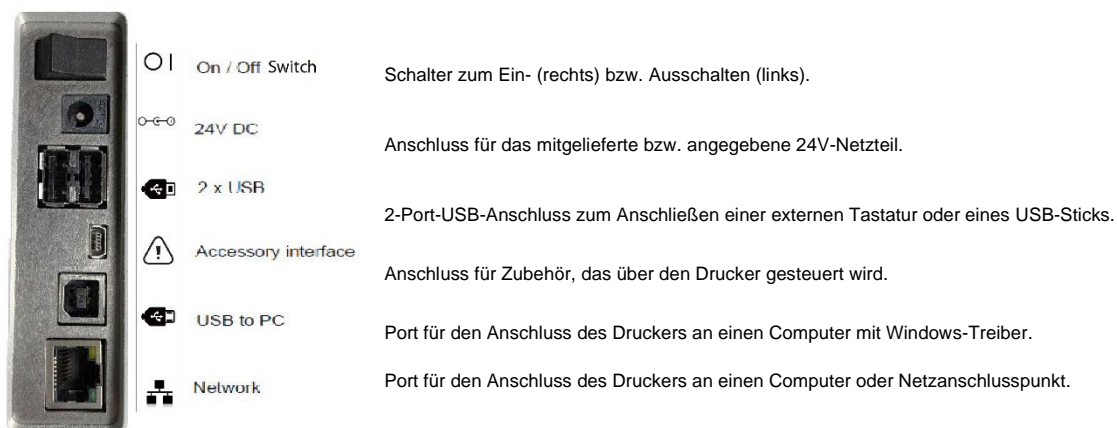 On / Off Switch
Schalter zum Ein- (rechts) bzw. Ausschalten (links).
24V DC
Anschluss für das mitgelieferte bzw. angegebene 24V-Netzteil.
2 x USB
2-Port-USB-Anschluss zum Anschließen einer externen Tastatur oder eines USB-Sticks.
Accessory interface
Anschluss für Zubehör, das über den Drucker gesteuert wird.
USB to PC
Port für den Anschluss des Druckers an einen Computer mit Windows-Treiber.
Network
Port für den Anschluss des Druckers an einen Computer oder Netzanschlusspunkt.